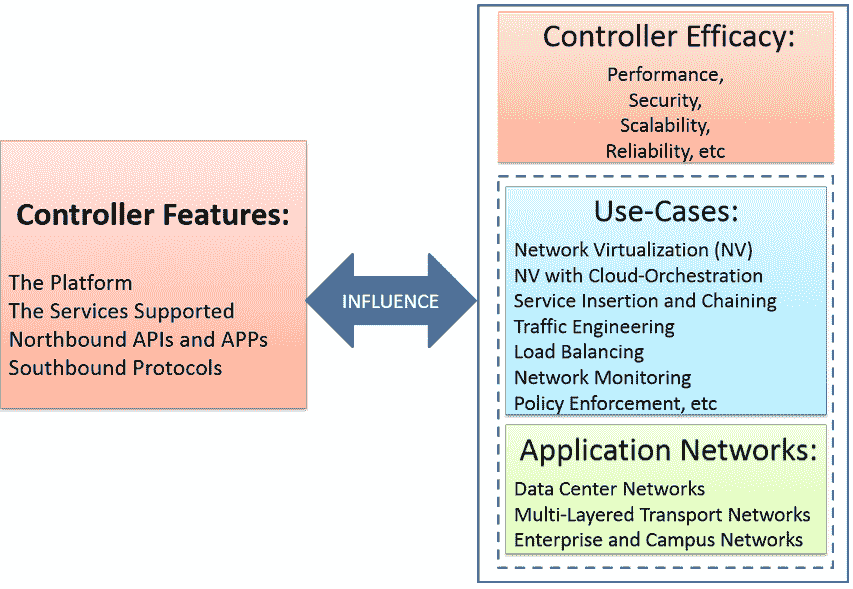 Controller Features:
The Platform
The Services Supported
Northbound APIs and APPs
Southbound Protocols
INFLUENCE
Controller Efficacy:
Performance,
Security,
Scalability,
Reliability, etc
Use-Cases:
Network Virtualization (NV)
NV with Cloud-Orchestration
Service Insertion and Chaining
Traffic Engineering
Load Balancing
Network Monitoring
Policy Enforcement, etc
Application Networks:
Data Center Networks
Multi-Layered Transport Networks
Enterprise and Campus Networks